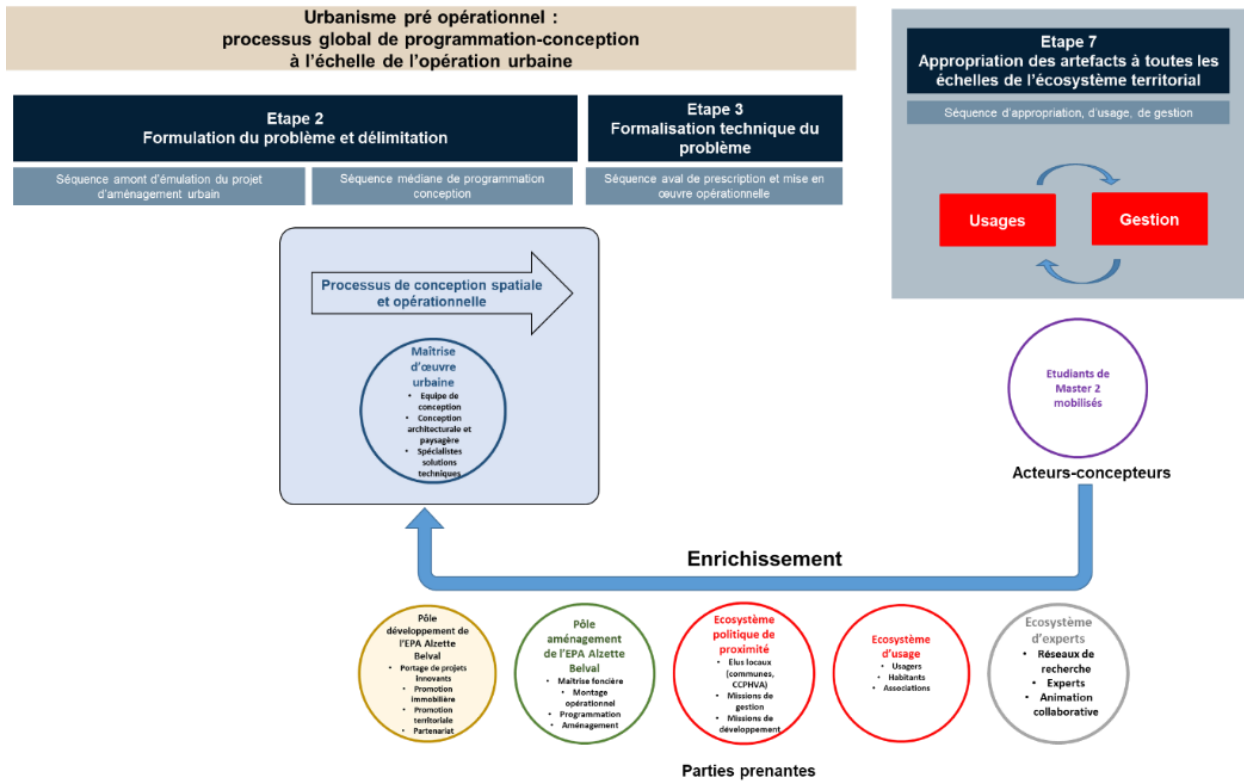 Urbanisme pré opérationnel :
processus global de programmation-conception
à l'échelle de l'opération urbaine
Etape 2
Formulation du problème et délimitation
Etape 3
Formalisation technique du
problème
Séquence amont d'émulation du projet
d'aménagement urbain
Séquence médiane de programmation
conception
Séquence aval de prescription et mise en
œuvre opérationnelle
Etape 7
Appropriation des artefacts à toutes les
échelles de l'écosystème territorial
Séquence d'appropriation, d'usage, de gestion
Usages
Gestion
Processus de conception spatiale
et opérationnelle
Maîtrise
d'œuvre
urbaine
• Equipe de
conception
• Conception
architecturale et
paysagère
• Spécialistes
solutions
techniques
Etudiants de
Master 2
mobilisés
Acteurs-concepteurs
Enrichissement
Pôle
développement de
l'EPA Alzette
Belval
• Portage de projets
innovants
• Promotion
immobilière
• Promotion
territoriale
• Partenariat
Pôle
aménagement de
l'EPA Alzette
Belval
• Maîtrise foncière
• Montage
opérationnel
• Programmation
• Aménagement
Ecosystème
politique de
proximité
• Elus locaux
(communes,
CCPHVA)
• Missions de
gestion
• Missions de
développement
Ecosystème
d'usage
• Usagers
• Habitants
• Associations
Ecosystème
d'experts
• Réseaux de
recherche
• Experts
• Animation
collaborative
Parties prenantes